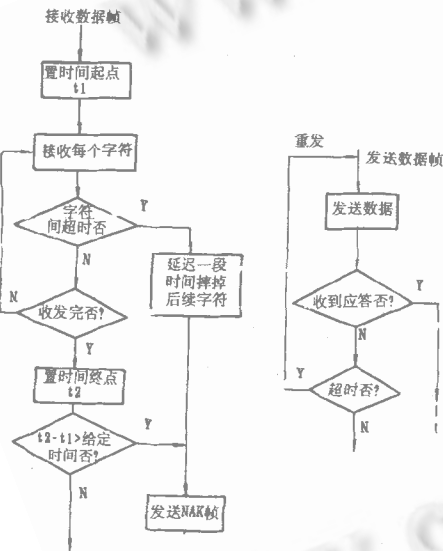 接收数据帧
置时间起点
t1
接收每个字符
字符
间超时否
Y
N
延迟一段
时间摔掉
后续字符
N
收发完否?
Y
置时间终点
t2
t2-t1>给定
时间否?
Y
N
发送NAK帧
重发
发送数据帧
发送数据
收到应答否?
Y
N
Y
超时否?
N